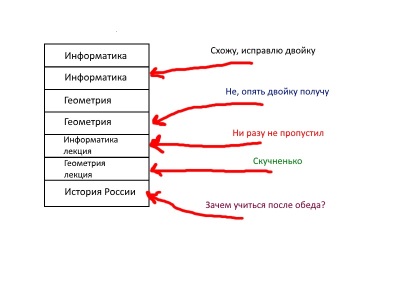 Информатика
Схожу, исправлю двойку
Информатика
Геометрия
Не, опять двойку получу
Геометрия
Информатика
лекция
Ни разу не пропустил
Геометрия
лекция
Скучненько
История России
Зачем учиться после обеда?